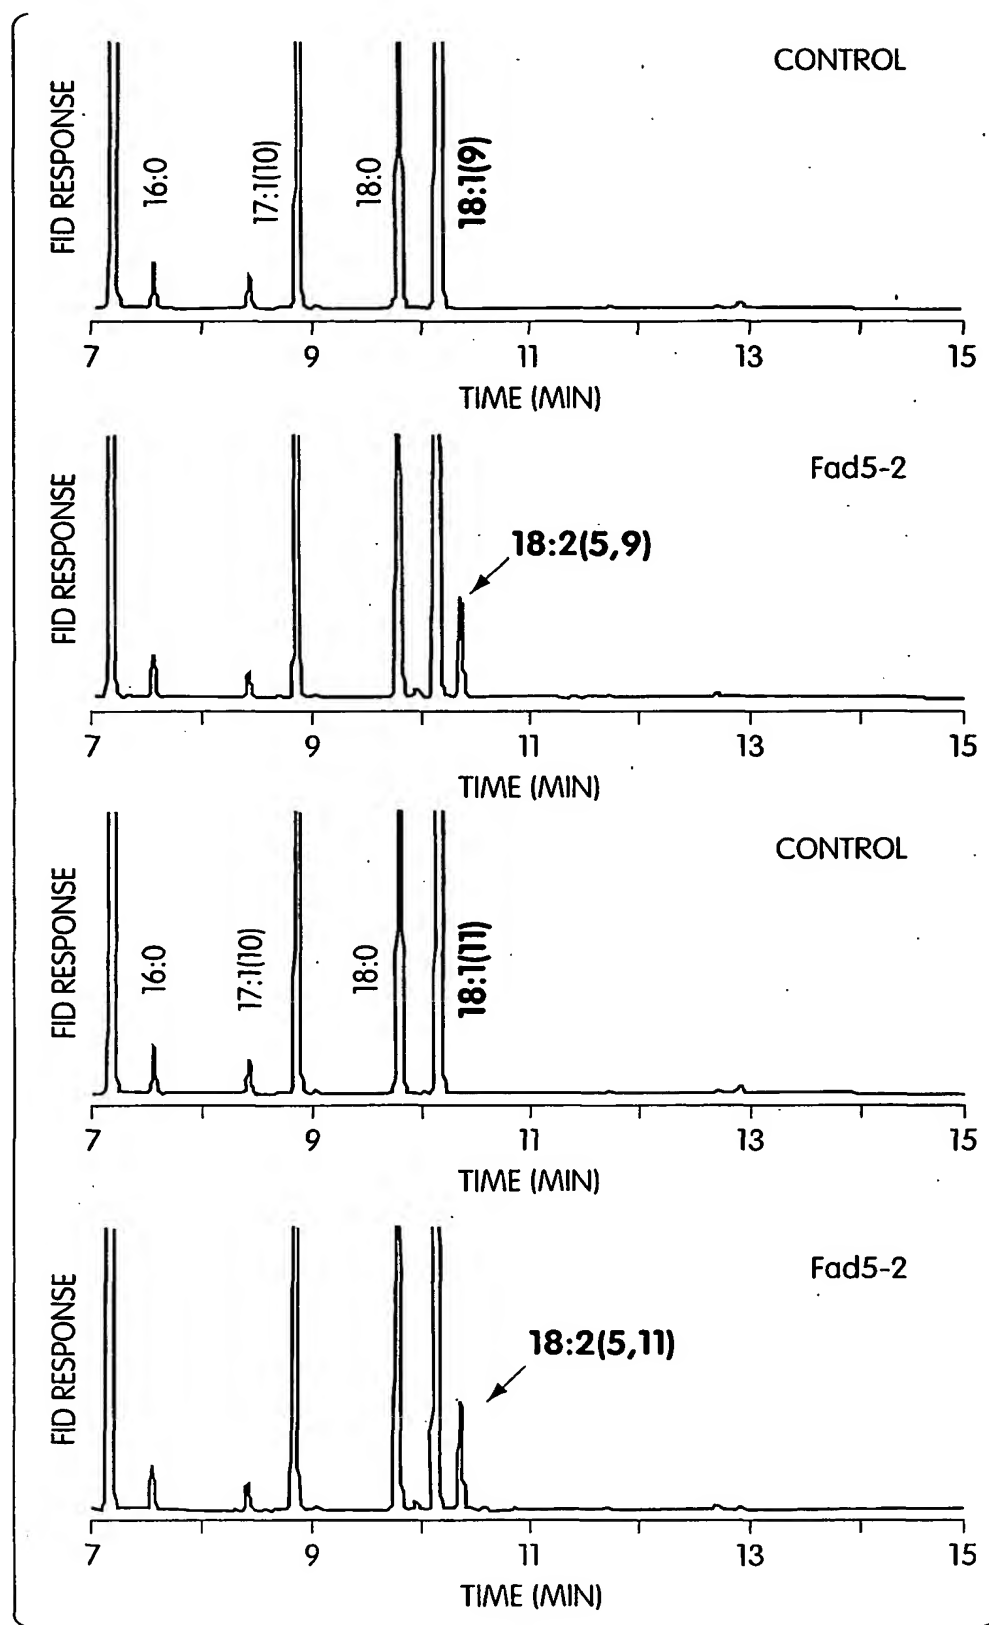 CONTROL
FID RESPONSE
16:0
17:1(10)
18:0
18:1(9)
7 9 11 13 15
TIME (MIN)
Fad5-2
FID RESPONSE
18:2(5,9)
7 9 11 13 15
TIME (MIN)
CONTROL
FID RESPONSE
16:0
17:1(10)
18:0
18:1(11)
7 9 11 13 15
TIME (MIN)
Fad5-2
FID RESPONSE
18:2(5,11)
7 9 11 13 15
TIME (MIN)